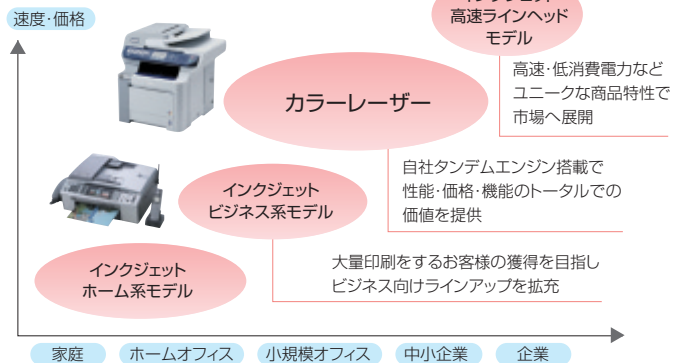 速度・価格
高速ラインヘッド
モデル
高速・低消費電力など
ユニークな商品特性で
市場へ展開
カラーレーザー
自社タンデムエンジン搭載で
性能・価格・機能のトータルでの
価値を提供
インクジェット
ビジネス系モデル
大量印刷をするお客様の獲得を目指し
ビジネス向けラインアップを拡充
インクジェット
ホーム系モデル
家庭
ホームオフィス
小規模オフィス
中小企業
企業